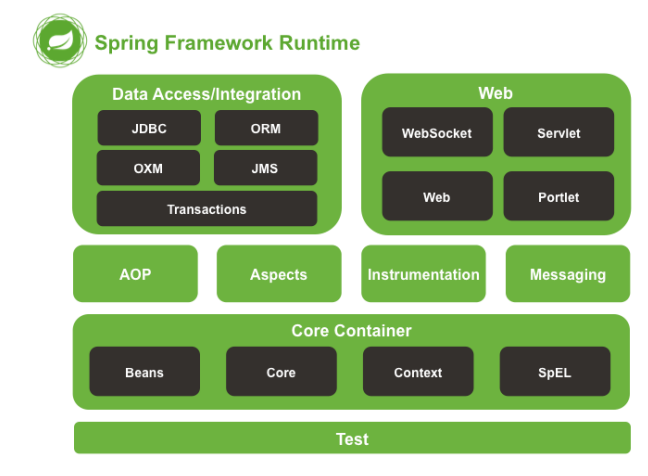 Spring Framework Runtime
Data Access/Integration
JDBC
ORM
OXM
JMS
Transactions
Web
WebSocket
Servlet
Web
Portlet
AOP
Aspects
Instrumentation
Messaging
Core Container
Beans
Core
Context
SpEL
Test